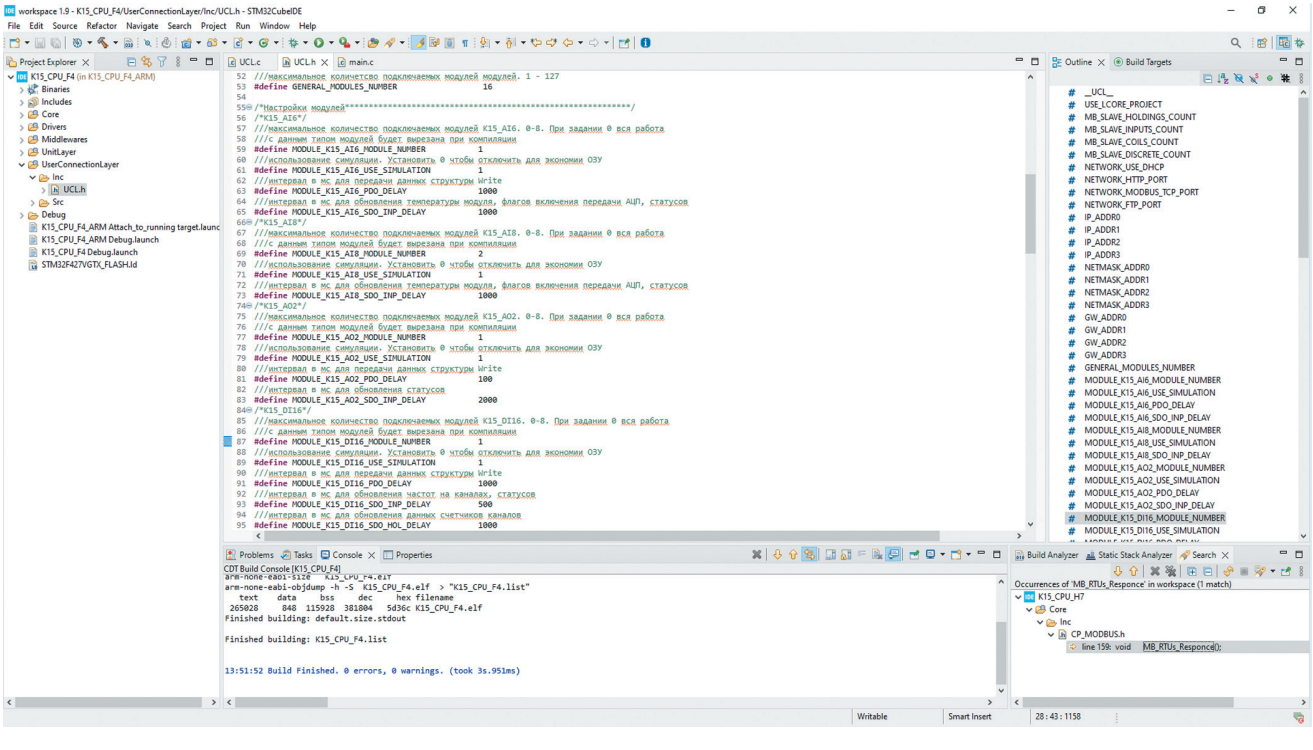 workspace 1.9 - K15_CPU_F4/UserConnectionLayer/Inc/UCL.h - STM32CubeIDE
File Edit Source Refactor Navigate Search Project Run Window Help
Project Explorer
K15_CPU_F4 (in K15_CPU_F4_ARM)
Binaries
Includes
Core
Drivers
Middlewares
UnitLayer
UserConnectionLayer
Inc
UCL.h
Src
Debug
K15_CPU_F4_ARM Attach_to_running target.launc
K15_CPU_F4_ARM Debug.launch
K15_CPU_F4 Debug.launch
STM32F427VGTX_FLASH.ld
UCL.c UCL.h main.c
52 ///максимальное количетсво подключаемых модулей модулей. 1 - 127
53 #define GENERAL_MODULES_NUMBER 16
54
55 /*Настройки модулей****************************************************************/
56 /*K15_AI6*/
57 ///максимальное количество подключаемых модулей K15_AI6. 0-8. При задании 0 вся работа
58 ///с данным типом модулей будет вырезана при компиляции
59 #define MODULE_K15_AI6_MODULE_NUMBER 1
60 ///использование симуляции. Установить 0 чтобы отключить для экономии ОЗУ
61 #define MODULE_K15_AI6_USE_SIMULATION 1
62 ///интервал в мс для передачи данных структуры Write
63 #define MODULE_K15_AI6_PDO_DELAY 1000
64 ///интервал в мс для обновления температуры модуля, флагов включения передачи АЦП, статусов
65 #define MODULE_K15_AI6_SDO_INP_DELAY 1000
66 /*K15_AI8*/
67 ///максимальное количество подключаемых модулей K15_AI8. 0-8. При задании 0 вся работа
68 ///с данным типом модулей будет вырезана при компиляции
69 #define MODULE_K15_AI8_MODULE_NUMBER 2
70 ///использование симуляции. Установить 0 чтобы отключить для экономии ОЗУ
71 #define MODULE_K15_AI8_USE_SIMULATION 1
72 ///интервал в мс для обновления температуры модуля, флагов включения передачи АЦП, статусов
73 #define MODULE_K15_AI8_SDO_INP_DELAY 1000
74 /*K15_AO2*/
75 ///максимальное количество подключаемых модулей K15_AO2. 0-8. При задании 0 вся работа
76 ///с данным типом модулей будет вырезана при компиляции
77 #define MODULE_K15_AO2_MODULE_NUMBER 1
78 ///использование симуляции. Установить 0 чтобы отключить для экономии ОЗУ
79 #define MODULE_K15_AO2_USE_SIMULATION 1
80 ///интервал в мс для передачи данных структуры Write
81 #define MODULE_K15_AO2_PDO_DELAY 100
82 ///интервал в мс для обновления статусов
83 #define MODULE_K15_AO2_SDO_INP_DELAY 2000
84 /*K15_DI16*/
85 ///максимальное количество подключаемых модулей K15_DI16. 0-8. При задании 0 вся работа
86 ///с данным типом модулей будет вырезана при компиляции
87 #define MODULE_K15_DI16_MODULE_NUMBER 1
88 ///использование симуляции. Установить 0 чтобы отключить для экономии ОЗУ
89 #define MODULE_K15_DI16_USE_SIMULATION 1
90 ///интервал в мс для передачи данных структуры Write
91 #define MODULE_K15_DI16_PDO_DELAY 1000
92 ///интервал в мс для обновления частот на каналах, статусов
93 #define MODULE_K15_DI16_SDO_INP_DELAY 500
94 ///интервал в мс для обновления данных счетчиков каналов
95 #define MODULE_K15_DI16_SDO_HOL_DELAY 1000
Outline Build Targets
# __UCL__
# USE_LCORE_PROJECT
# MB_SLAVE_HOLDINGS_COUNT
# MB_SLAVE_INPUTS_COUNT
# MB_SLAVE_COILS_COUNT
# MB_SLAVE_DISCRETE_COUNT
# NETWORK_USE_DHCP
# NETWORK_HTTP_PORT
# NETWORK_MODBUS_TCP_PORT
# NETWORK_FTP_PORT
# IP_ADDR0
# IP_ADDR1
# IP_ADDR2
# IP_ADDR3
# NETMASK_ADDR0
# NETMASK_ADDR1
# NETMASK_ADDR2
# NETMASK_ADDR3
# GW_ADDR0
# GW_ADDR1
# GW_ADDR2
# GW_ADDR3
# GENERAL_MODULES_NUMBER
# MODULE_K15_AI6_MODULE_NUMBER
# MODULE_K15_AI6_USE_SIMULATION
# MODULE_K15_AI6_PDO_DELAY
# MODULE_K15_AI6_SDO_INP_DELAY
# MODULE_K15_AI8_MODULE_NUMBER
# MODULE_K15_AI8_USE_SIMULATION
# MODULE_K15_AI8_SDO_INP_DELAY
# MODULE_K15_AO2_MODULE_NUMBER
# MODULE_K15_AO2_USE_SIMULATION
# MODULE_K15_AO2_PDO_DELAY
# MODULE_K15_AO2_SDO_INP_DELAY
# MODULE_K15_DI16_MODULE_NUMBER
# MODULE_K15_DI16_USE_SIMULATION
# MODULE_K15_DI16_PDO_DELAY
Problems Tasks Console Properties
CDT Build Console [K15_CPU_F4]
arm-none-eabi-size K15_CPU_F4.elf
arm-none-eabi-objdump -h -S K15_CPU_F4.elf > "K15_CPU_F4.list"
text data bss dec hex filename
265028 848 115928 381804 5d36c K15_CPU_F4.elf
Finished building: default.size.stdout
Finished building: K15_CPU_F4.list
13:51:52 Build Finished. 0 errors, 0 warnings. (took 3s.951ms)
Build Analyzer Static Stack Analyzer Search
Occurrences of 'MB_RTUs_Responce' in workspace (1 match)
K15_CPU_H7
Core
Inc
CP_MODBUS.h
line 159: void MB_RTUs_Responce();
Writable Smart Insert 28 : 43 : 1158